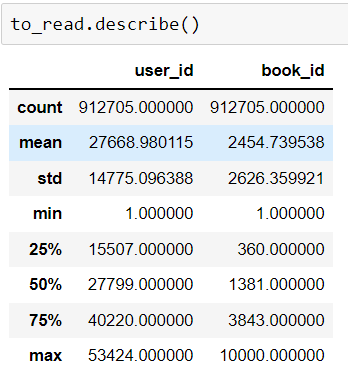 to_read.describe()
user_id book_id
count 912705.000000 912705.000000
mean 27668.980115 2454.739538
std 14775.096388 2626.359921
min 1.000000 1.000000
25% 15507.000000 360.000000
50% 27799.000000 1381.000000
75% 40220.000000 3843.000000
max 53424.000000 10000.000000